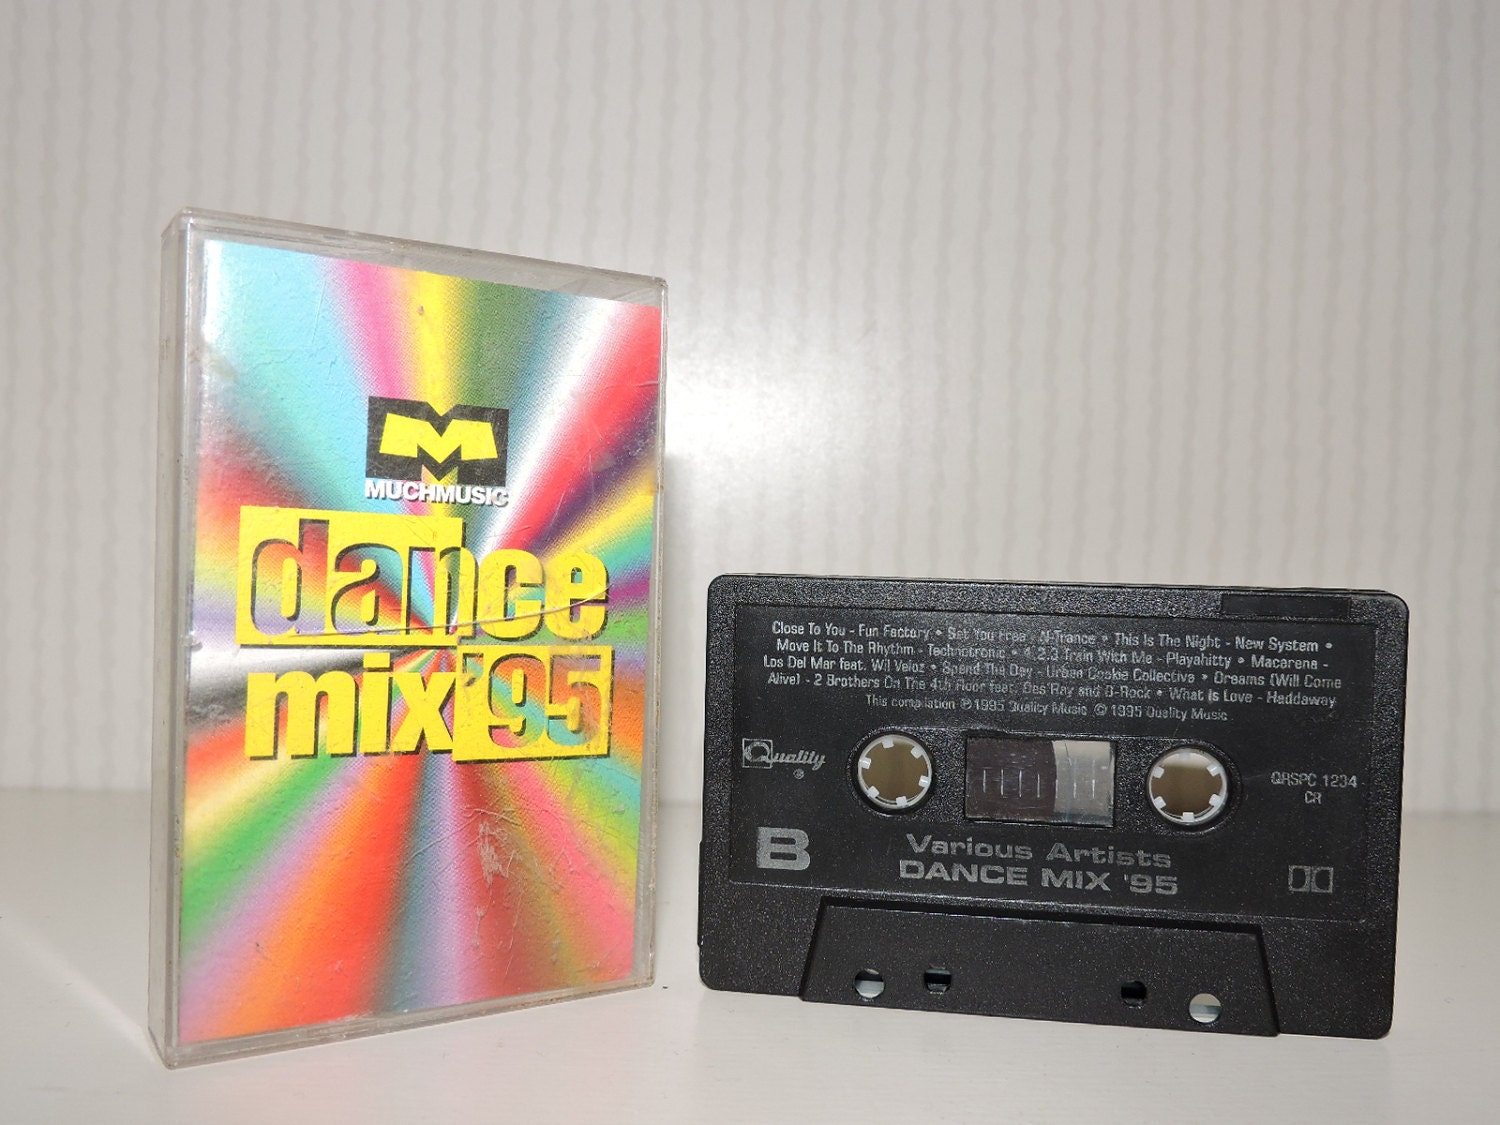 M
MUCHMUSIC
dance
mix '95
Close To You - Fun Factory • Set You Free - N-Trance • This Is The Night - New System •
Move It To The Rhythm - Technotronic • 1,2,3 Train With Me - Playahitty • Macarena -
Los Del Mar feat. Wil Veloz • Spend The Day - Urban Cookie Collective • Dreams (Will Come
Alive) - 2 Brothers On The 4th Floor feat. Des'Ray and D-Rock • What Is Love - Haddaway
This compilation ℗ 1995 Quality Music © 1995 Quality Music
Quality ®
QRSPC 1234
CR
B
Various Artists
DANCE MIX '95